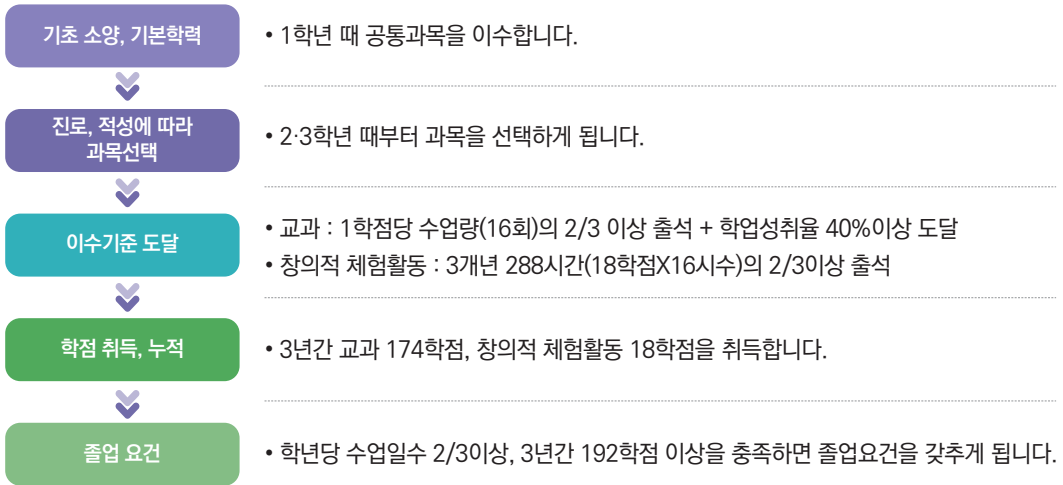 기초 소양, 기본학력
• 1학년 때 공통과목을 이수합니다.
진로, 적성에 따라
과목선택
• 2·3학년 때부터 과목을 선택하게 됩니다.
이수기준 도달
• 교과 : 1학점당 수업량(16회)의 2/3 이상 출석 + 학업성취율 40%이상 도달
• 창의적 체험활동 : 3개년 288시간(18학점X16시수)의 2/3이상 출석
학점 취득, 누적
• 3년간 교과 174학점, 창의적 체험활동 18학점을 취득합니다.
졸업 요건
• 학년당 수업일수 2/3이상, 3년간 192학점 이상을 충족하면 졸업요건을 갖추게 됩니다.